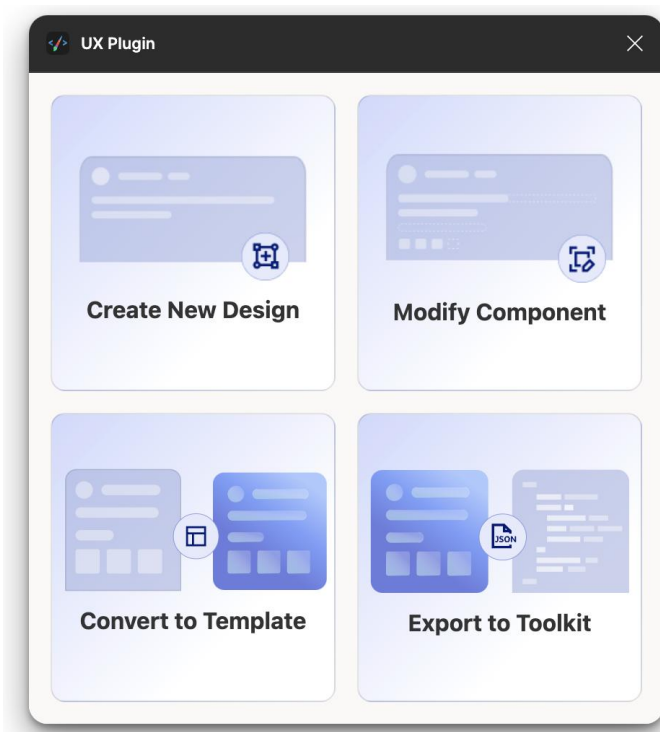 UX Plugin
Create New Design
Modify Component
Convert to Template
JSON
Export to Toolkit